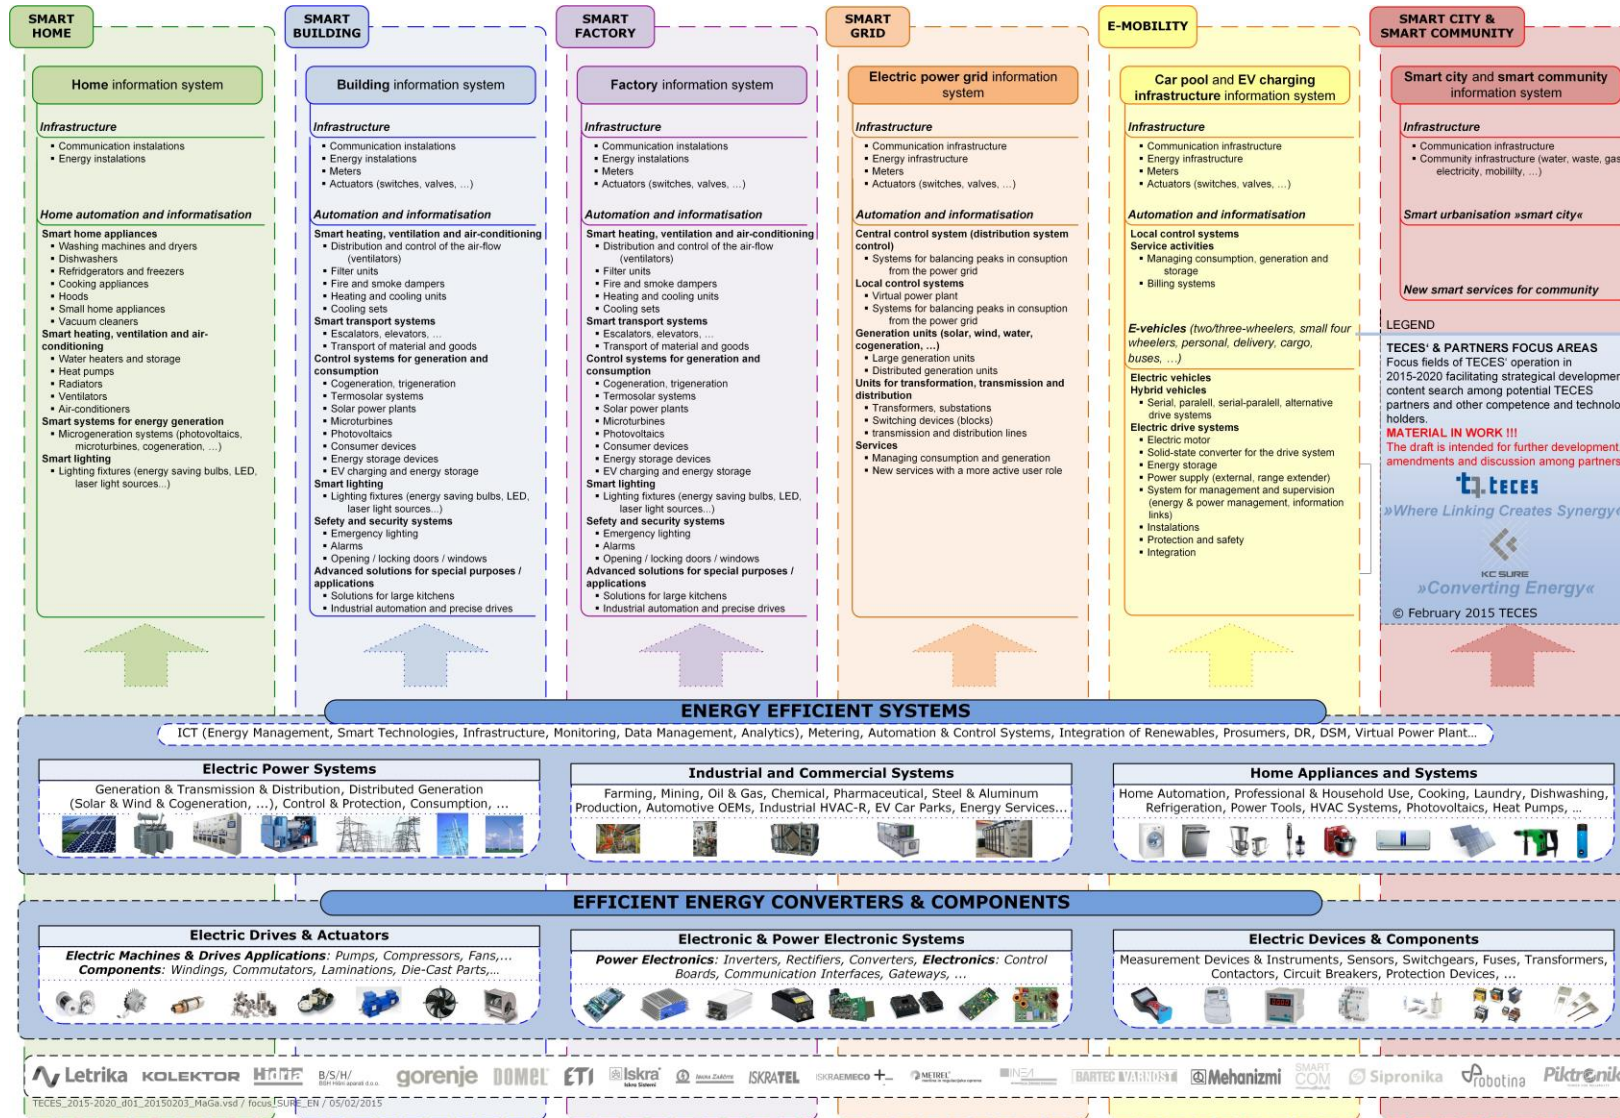 SMART
HOME
Home information system
Infrastructure
▪ Communication instalations
▪ Energy instalations
Home automation and informatisation
Smart home appliances
▪ Washing machines and dryers
▪ Dishwashers
▪ Refridgerators and freezers
▪ Cooking appliances
▪ Hoods
▪ Small home appliances
▪ Vacuum cleaners
Smart heating, ventilation and air-
conditioning
▪ Water heaters and storage
▪ Heat pumps
▪ Radiators
▪ Ventilators
▪ Air-conditioners
Smart systems for energy generation
▪ Microgeneration systems (photovoltaics,
microturbines, cogeneration, ...)
Smart lighting
▪ Lighting fixtures (energy saving bulbs, LED,
laser light sources...)
SMART
BUILDING
Building information system
Infrastructure
▪ Communication instalations
▪ Energy instalations
▪ Meters
▪ Actuators (switches, valves, ...)
Automation and informatisation
Smart heating, ventilation and air-conditioning
▪ Distribution and control of the air-flow
(ventilators)
▪ Filter units
▪ Fire and smoke dampers
▪ Heating and cooling units
▪ Cooling sets
Smart transport systems
▪ Escalators, elevators, ...
▪ Transport of material and goods
Control systems for generation and
consumption
▪ Cogeneration, trigeneration
▪ Termosolar systems
▪ Solar power plants
▪ Microturbines
▪ Photovoltaics
▪ Consumer devices
▪ Energy storage devices
▪ EV charging and energy storage
Smart lighting
▪ Lighting fixtures (energy saving bulbs, LED,
laser light sources...)
Sefety and security systems
▪ Emergency lighting
▪ Alarms
▪ Opening / locking doors / windows
Advanced solutions for special purposes /
applications
▪ Solutions for large kitchens
▪ Industrial automation and precise drives
SMART
FACTORY
Factory information system
Infrastructure
▪ Communication instalations
▪ Energy instalations
▪ Meters
▪ Actuators (switches, valves, ...)
Automation and informatisation
Smart heating, ventilation and air-conditioning
▪ Distribution and control of the air-flow
(ventilators)
▪ Filter units
▪ Fire and smoke dampers
▪ Heating and cooling units
▪ Cooling sets
Smart transport systems
▪ Escalators, elevators, ...
▪ Transport of material and goods
Control systems for generation and
consumption
▪ Cogeneration, trigeneration
▪ Termosolar systems
▪ Solar power plants
▪ Microturbines
▪ Photovoltaics
▪ Consumer devices
▪ Energy storage devices
▪ EV charging and energy storage
Smart lighting
▪ Lighting fixtures (energy saving bulbs, LED,
laser light sources...)
Sefety and security systems
▪ Emergency lighting
▪ Alarms
▪ Opening / locking doors / windows
Advanced solutions for special purposes /
applications
▪ Solutions for large kitchens
▪ Industrial automation and precise drives
SMART
GRID
Electric power grid information
system
Infrastructure
▪ Communication infrastructure
▪ Energy infrastructure
▪ Meters
▪ Actuators (switches, valves, ...)
Automation and informatisation
Central control system (distribution system
control)
▪ Systems for balancing peaks in consuption
from the power grid
Local control systems
▪ Virtual power plant
▪ Systems for balancing peaks in consuption
from the power grid
Generation units (solar, wind, water,
cogeneration, ...)
▪ Large generation units
▪ Distributed generation units
Units for transformation, transmission and
distribution
▪ Transformers, substations
▪ Switching devices (blocks)
▪ transmission and distribution lines
Services
▪ Managing consumption and generation
▪ New services with a more active user role
E-MOBILITY
Car pool and EV charging
infrastructure information system
Infrastructure
▪ Communication infrastructure
▪ Energy infrastructure
▪ Meters
▪ Actuators (switches, valves, ...)
Automation and informatisation
Local control systems
Service activities
▪ Managing consumption, generation and
storage
▪ Billing systems
E-vehicles (two/three-wheelers, small four
wheelers, personal, delivery, cargo,
buses, ...)
Electric vehicles
Hybrid vehicles
▪ Serial, paralell, serial-paralell, alternative
drive systems
Electric drive systems
▪ Electric motor
▪ Solid-state converter for the drive system
▪ Energy storage
▪ Power supply (external, range extender)
▪ System for management and supervision
(energy & power management, information
links)
▪ Instalations
▪ Protection and safety
▪ Integration
SMART CITY &
SMART COMMUNITY
Smart city and smart community
information system
Infrastructure
▪ Communication infrastructure
▪ Community infrastructure (water, waste, gas
electricity, mobililty, ...)
Smart urbanisation »smart city«
New smart services for community
LEGEND
TECES‘ & PARTNERS FOCUS AREAS
Focus fields of TECES' operation in
2015-2020 facilitating strategical developmen
content search among potential TECES
partners and other competence and technolo
holders.
MATERIAL IN WORK !!!
The draft is intended for further development,
amendments and discussion among partners
TECES
»Where Linking Creates Synergy«
KC SURE
»Converting Energy«
© February 2015 TECES
ENERGY EFFICIENT SYSTEMS
ICT (Energy Management, Smart Technologies, Infrastructure, Monitoring, Data Management, Analytics), Metering, Automation & Control Systems, Integration of Renewables, Prosumers, DR, DSM, Virtual Power Plant...
Electric Power Systems
Generation & Transmission & Distribution, Distributed Generation
(Solar & Wind & Cogeneration, ...), Control & Protection, Consumption, ...
Industrial and Commercial Systems
Farming, Mining, Oil & Gas, Chemical, Pharmaceutical, Steel & Aluminum
Production, Automotive OEMs, Industrial HVAC-R, EV Car Parks, Energy Services...
Home Appliances and Systems
Home Automation, Professional & Household Use, Cooking, Laundry, Dishwashing,
Refrigeration, Power Tools, HVAC Systems, Photovoltaics, Heat Pumps, ...
EFFICIENT ENERGY CONVERTERS & COMPONENTS
Electric Drives & Actuators
Electric Machines & Drives Applications: Pumps, Compressors, Fans,...
Components: Windings, Commutators, Laminations, Die-Cast Parts,...
Electronic & Power Electronic Systems
Power Electronics: Inverters, Rectifiers, Converters, Electronics: Control
Boards, Communication Interfaces, Gateways, ...
Electric Devices & Components
Measurement Devices & Instruments, Sensors, Switchgears, Fuses, Transformers,
Contactors, Circuit Breakers, Protection Devices, ...
Letrika KOLEKTOR Hidria B/S/H/ BSH Hišni aparati d.o.o. gorenje DOMEL ETI Iskra Iskra Sistemi ISKRATEL ISKRAEMECO METREL INEA BARTEC VARNOST Mehanizmi SMART COM Sipronika robotina Piktronik
TECES_2015-2020_d01_20150203_MaGa.vsd / focus_SURE_EN / 05/02/2015